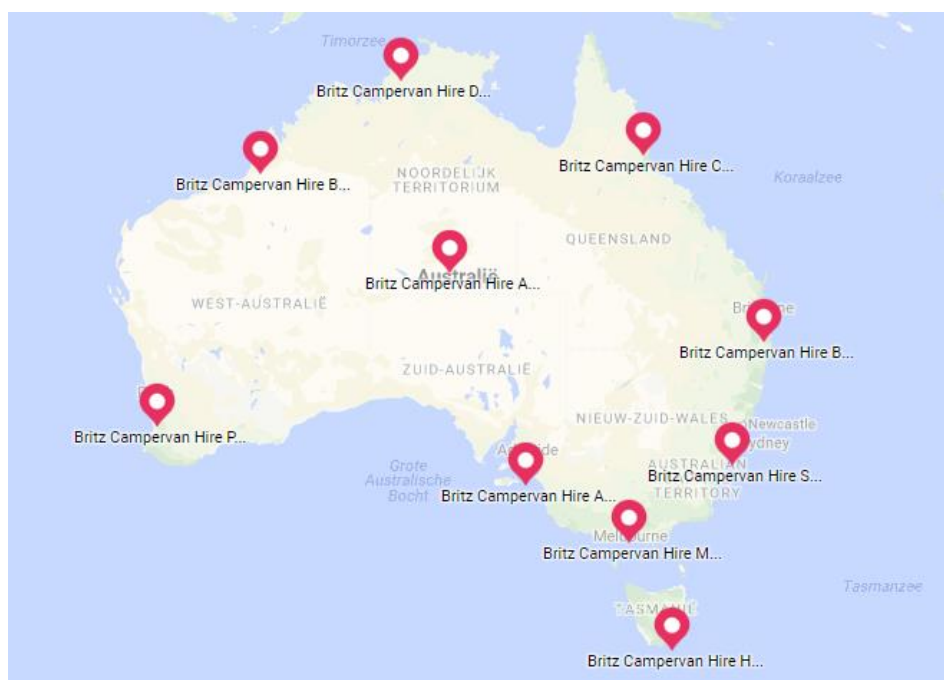 Timorzee
Britz Campervan Hire D...
Britz Campervan Hire C...
NOORDELIJK
TERRITORIUM
Koraalzee
Britz Campervan Hire B...
QUEENSLAND
Australië
Britz Campervan Hire A...
WEST-AUSTRALIË
Britz Campervan Hire B...
ZUID-AUSTRALIË
NIEUW-ZUID-WALES
Newcastle
Britz Campervan Hire P...
Grote
Australische
Bocht
AUSTRALIAN
TERRITORY
Britz Campervan Hire S...
Britz Campervan Hire A...
Britz Campervan Hire M...
Tasmanzee
Britz Campervan Hire H...